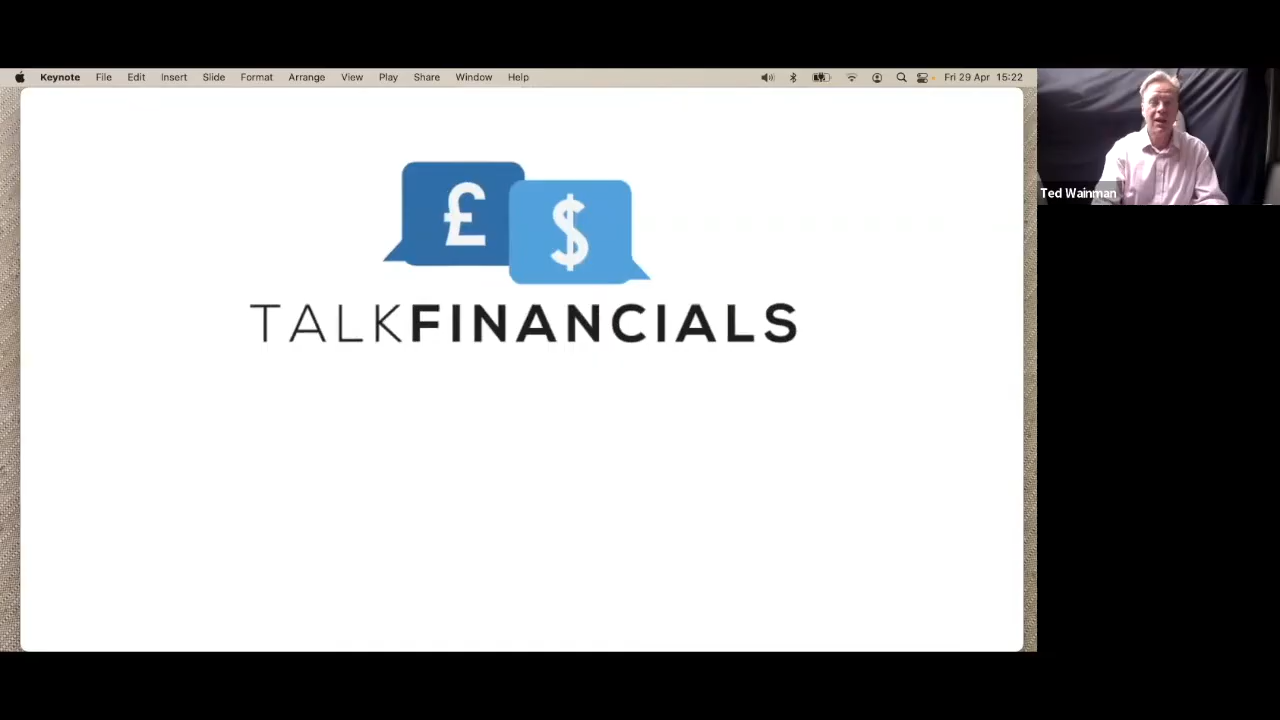 Keynote File Edit Insert Slide Format Arrange View Play Share Window Help Fri 29 Apr 15:22
£ $
TALKFINANCIALS
Ted Wainman